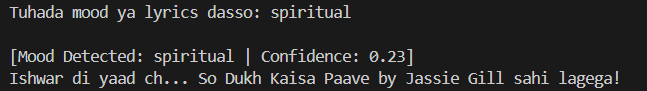 Tuhada mood ya lyrics dasso: spiritual
[Mood Detected: spiritual | Confidence: 0.23]
Ishwar di yaad ch... So Dukh Kaisa Paave by Jassie Gill sahi lagega!